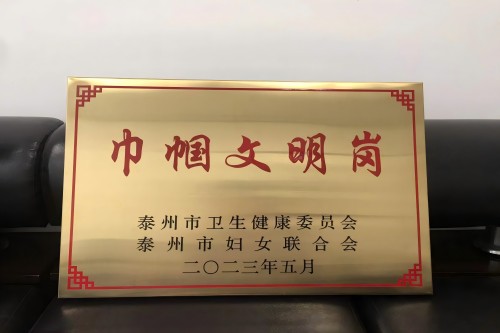 巾帼文明岗
泰州市卫生健康委员会
泰州市妇女联合会
二〇二三年五月